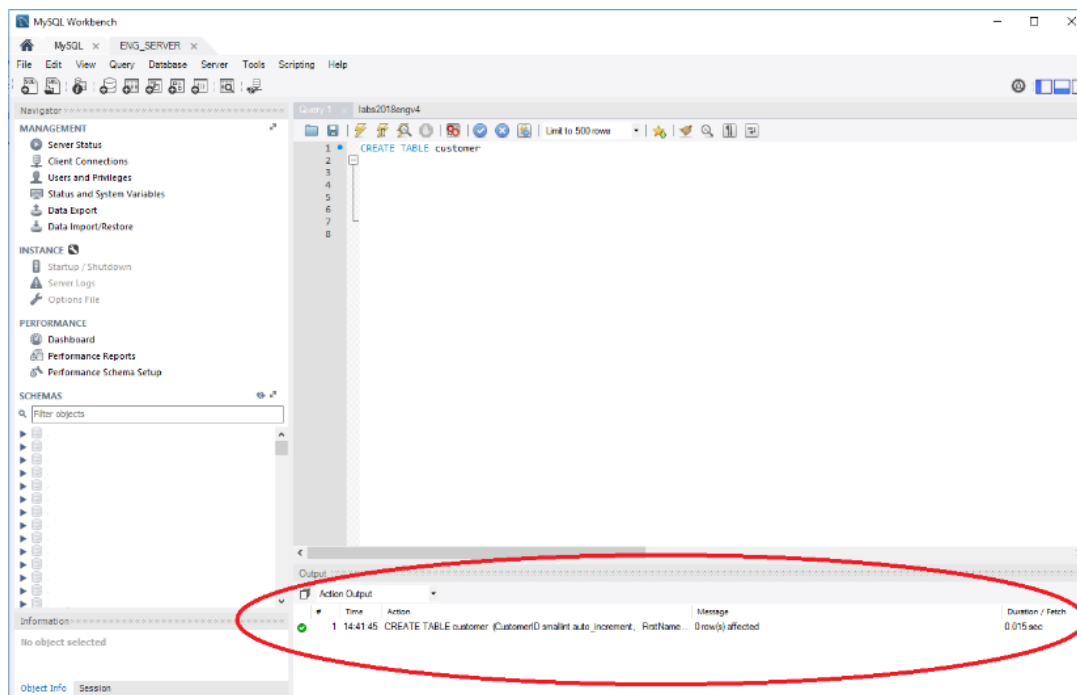 MySQL Workbench
MySQL ENG_SERVER
File Edit View Query Database Server Tools Scripting Help
Navigator
MANAGEMENT
Server Status
Client Connections
Users and Privileges
Status and System Variables
Data Export
Data Import/Restore
INSTANCE
Startup / Shutdown
Server Logs
Options File
PERFORMANCE
Dashboard
Performance Reports
Performance Schema Setup
SCHEMAS
Filter objects
Information
No object selected
Object Info Session
Query 1 labs2018engv4
Limit to 500 rows
1 CREATE TABLE customer
2
3
4
5
6
7
8
Output
Action Output
# Time Action Message Duration / Fetch
1 14:41:45 CREATE TABLE customer (CustomerID smallint auto_increment, FirstName... 0 row(s) affected 0.015 sec